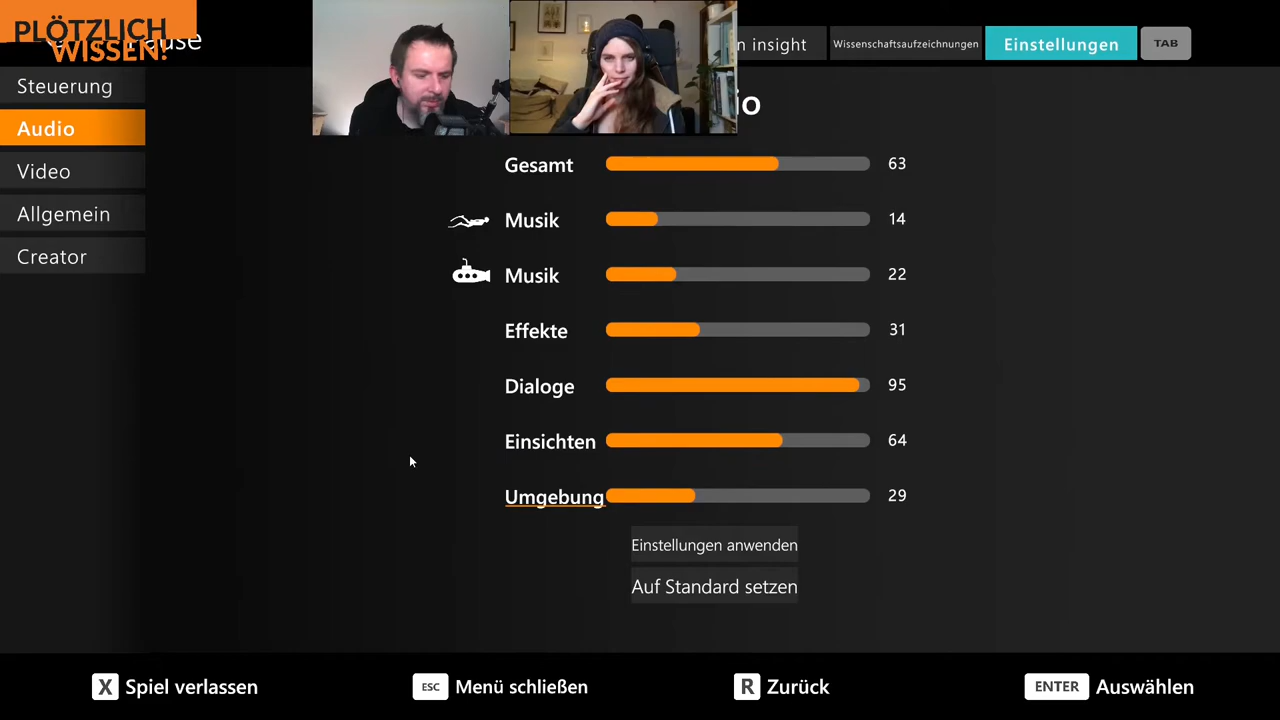 PLÖTZLICH
WISSEN!
n insight
Wissenschaftsaufzeichnungen
Einstellungen
TAB
Steuerung
Audio
Video
Allgemein
Creator
Gesamt 63
Musik 14
Musik 22
Effekte 31
Dialoge 95
Einsichten 64
Umgebung 29
Einstellungen anwenden
Auf Standard setzen
X Spiel verlassen
ESC Menü schließen
R Zurück
ENTER Auswählen